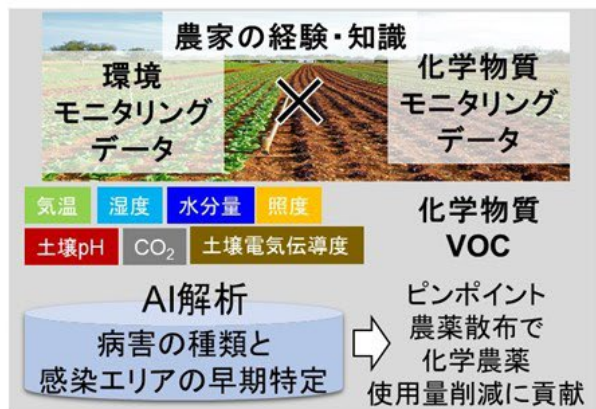 農家の経験・知識
環境
モニタリング
データ
×
化学物質
モニタリング
データ
気温 湿度 水分量 照度
土壌pH CO₂ 土壌電気伝導度
化学物質
VOC
AI解析
病害の種類と
感染エリアの早期特定
ピンポイント
農薬散布で
化学農薬
使用量削減に貢献